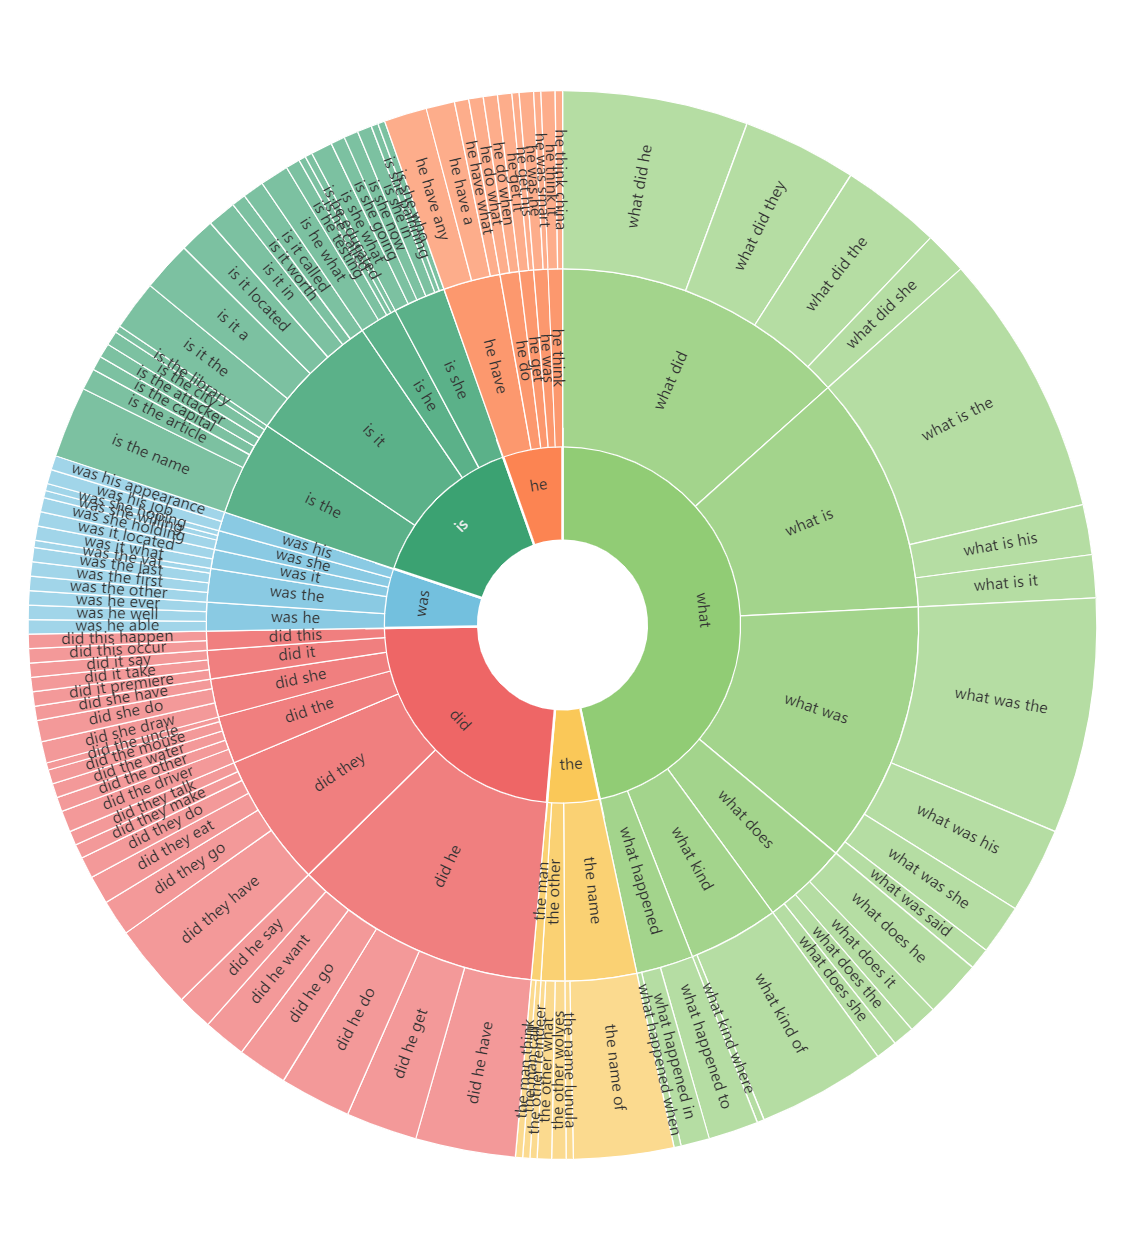 what
what did
what did he
what did they
what did the
what did she
what is
what is the
what is his
what is it
what was
what was the
what was his
what was she
what was said
what does
what does he
what does it
what does the
what does she
what kind
what kind of
what kind where
what happened
what happened to
what happened in
what happened when
the
the name
the name of
the name lunula
the other
the other wolves
the other what
the other reindeer
the man
the man think
did
did he
did he have
did he get
did he do
did he go
did he want
did he say
did they
did they have
did they go
did they eat
did they do
did they make
did they talk
did the
did the driver
did the other
did the water
did the mouse
did the uncle
did she
did she draw
did she do
did she have
did it
did it premiere
did it take
did it say
did this
did this occur
did this happen
was
was he
was he able
was he well
was he ever
was the
was the other
was the first
was the last
was the vat
was it
was it what
was it located
was she
was she holding
was she willing
was she hoping
was his
was his job
was his appearance
is
is the
is the name
is the article
is the capital
is the attacker
is the city
is the library
is it
is it the
is it a
is it located
is it in
is it worth
is it called
is he
is he what
is he testing
is he called
is he educated
is she
is she what
is she going
is she now
is she in
is she calling
is she who
he
he have
he have any
he have a
he have what
he do
he do what
he do when
he get
he get his
he was
he was he
he was smart
he think
he think china